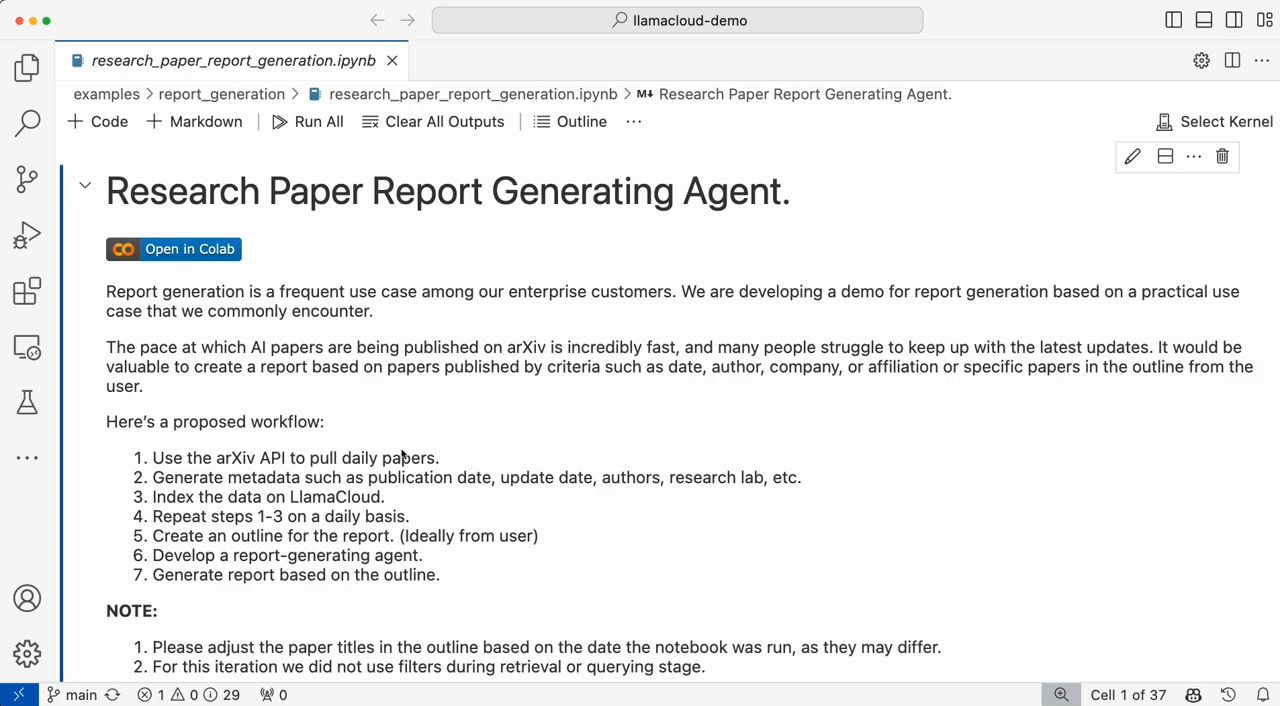 llamacloud-demo
research_paper_report_generation.ipynb
examples > report_generation > research_paper_report_generation.ipynb > M↓ Research Paper Report Generating Agent.
+ Code + Markdown Run All Clear All Outputs Outline ... Select Kernel
Research Paper Report Generating Agent.
CO Open in Colab
Report generation is a frequent use case among our enterprise customers. We are developing a demo for report generation based on a practical use
case that we commonly encounter.
The pace at which AI papers are being published on arXiv is incredibly fast, and many people struggle to keep up with the latest updates. It would be
valuable to create a report based on papers published by criteria such as date, author, company, or affiliation or specific papers in the outline from the
user.
Here's a proposed workflow:
1. Use the arXiv API to pull daily papers.
2. Generate metadata such as publication date, update date, authors, research lab, etc.
3. Index the data on LlamaCloud.
4. Repeat steps 1-3 on a daily basis.
5. Create an outline for the report. (Ideally from user)
6. Develop a report-generating agent.
7. Generate report based on the outline.
NOTE:
1. Please adjust the paper titles in the outline based on the date the notebook was run, as they may differ.
2. For this iteration we did not use filters during retrieval or querying stage.
main 1 0 29 0 Cell 1 of 37